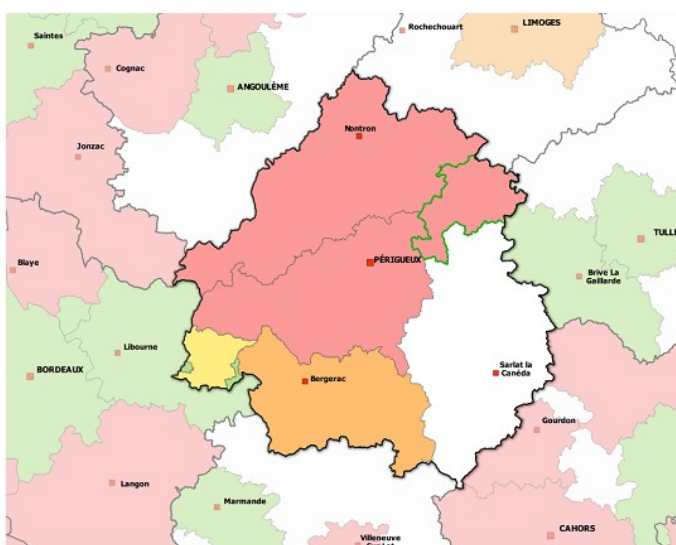 Rochechouart
LIMOGES
Saintes
Cognac
ANGOULÊME
Nontron
Jonzac
TULLE
PÉRIGUEUX
Blaye
Brive La
Gaillarde
Libourne
BORDEAUX
Sarlat la
Canéda
Bergerac
Gourdon
Langon
Marmande
CAHORS
Villeneuve